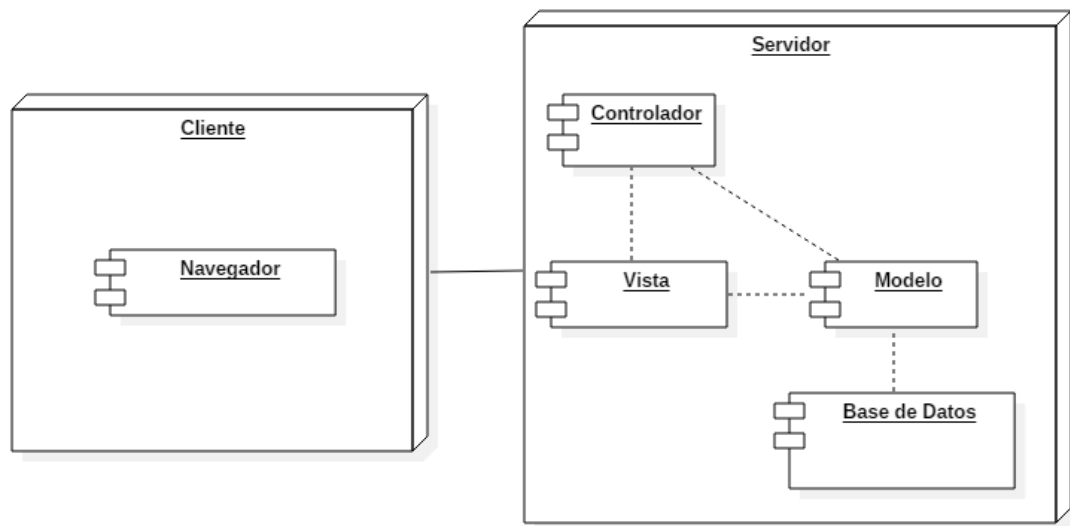 Servidor
Cliente
Controlador
Navegador
Vista
Modelo
Base de Datos